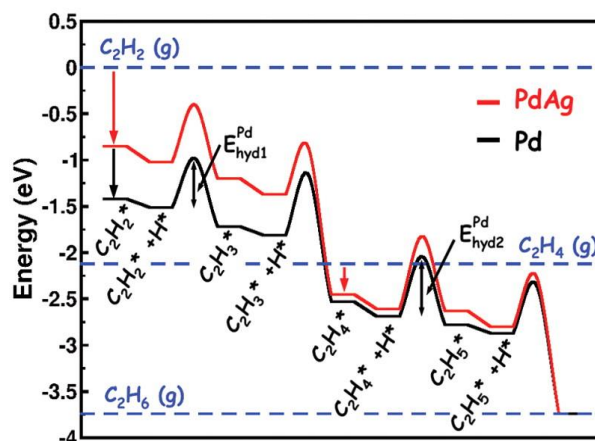 0.5
C₂H₂ (g)
0
-0.5
-1
-1.5
-2
-2.5
-3
-3.5
-4
Energy (eV)
PdAg
Pd
E^Pd_hyd1
C₂H₂*
C₂H₂* +H*
C₂H₃*
C₂H₃* +H*
E^Pd_hyd2
C₂H₄ (g)
C₂H₄*
C₂H₄* +H*
C₂H₅*
C₂H₅* +H*
C₂H₆ (g)